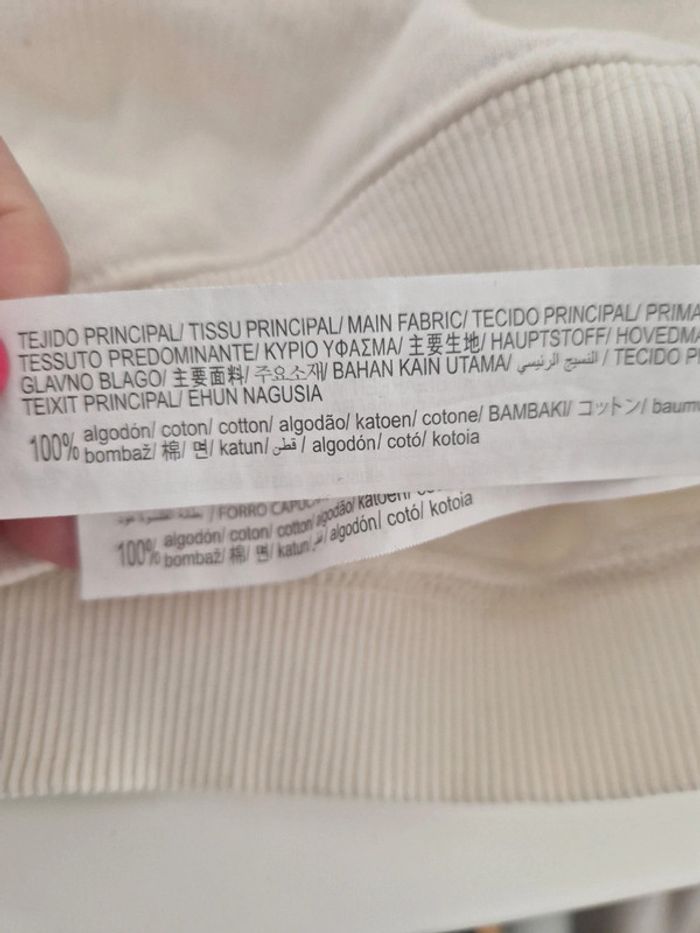 TEJIDO PRINCIPAL/ TISSU PRINCIPAL/ MAIN FABRIC/ TECIDO PRINCIPAL/ PRIMA
TESSUTO PREDOMINANTE/ ΚΥΡΙΟ ΥΦΑΣΜΑ/ 主要生地/ HAUPTSTOFF/ HOVEDMA
GLAVNO BLAGO/ 主要面料/ 주요소재/ BAHAN KAIN UTAMA/ النسيج الرئيسي / TECIDO P
TEIXIT PRINCIPAL/ EHUN NAGUSIA
100% algodón/ coton/ cotton/ algodão/ katoen/ cotone/ BAMBAKI/ コットン/ baumw
bombaž/ 棉/ 면/ katun/ قطن / algodón/ cotó/ kotoia
/ FORRO CAPUC
100% algodón/ coton/ cotton/ algodão/ katoen/
bombaž/ 棉/ 면/ katun/ قطن / algodón/ cotó/ kotoia